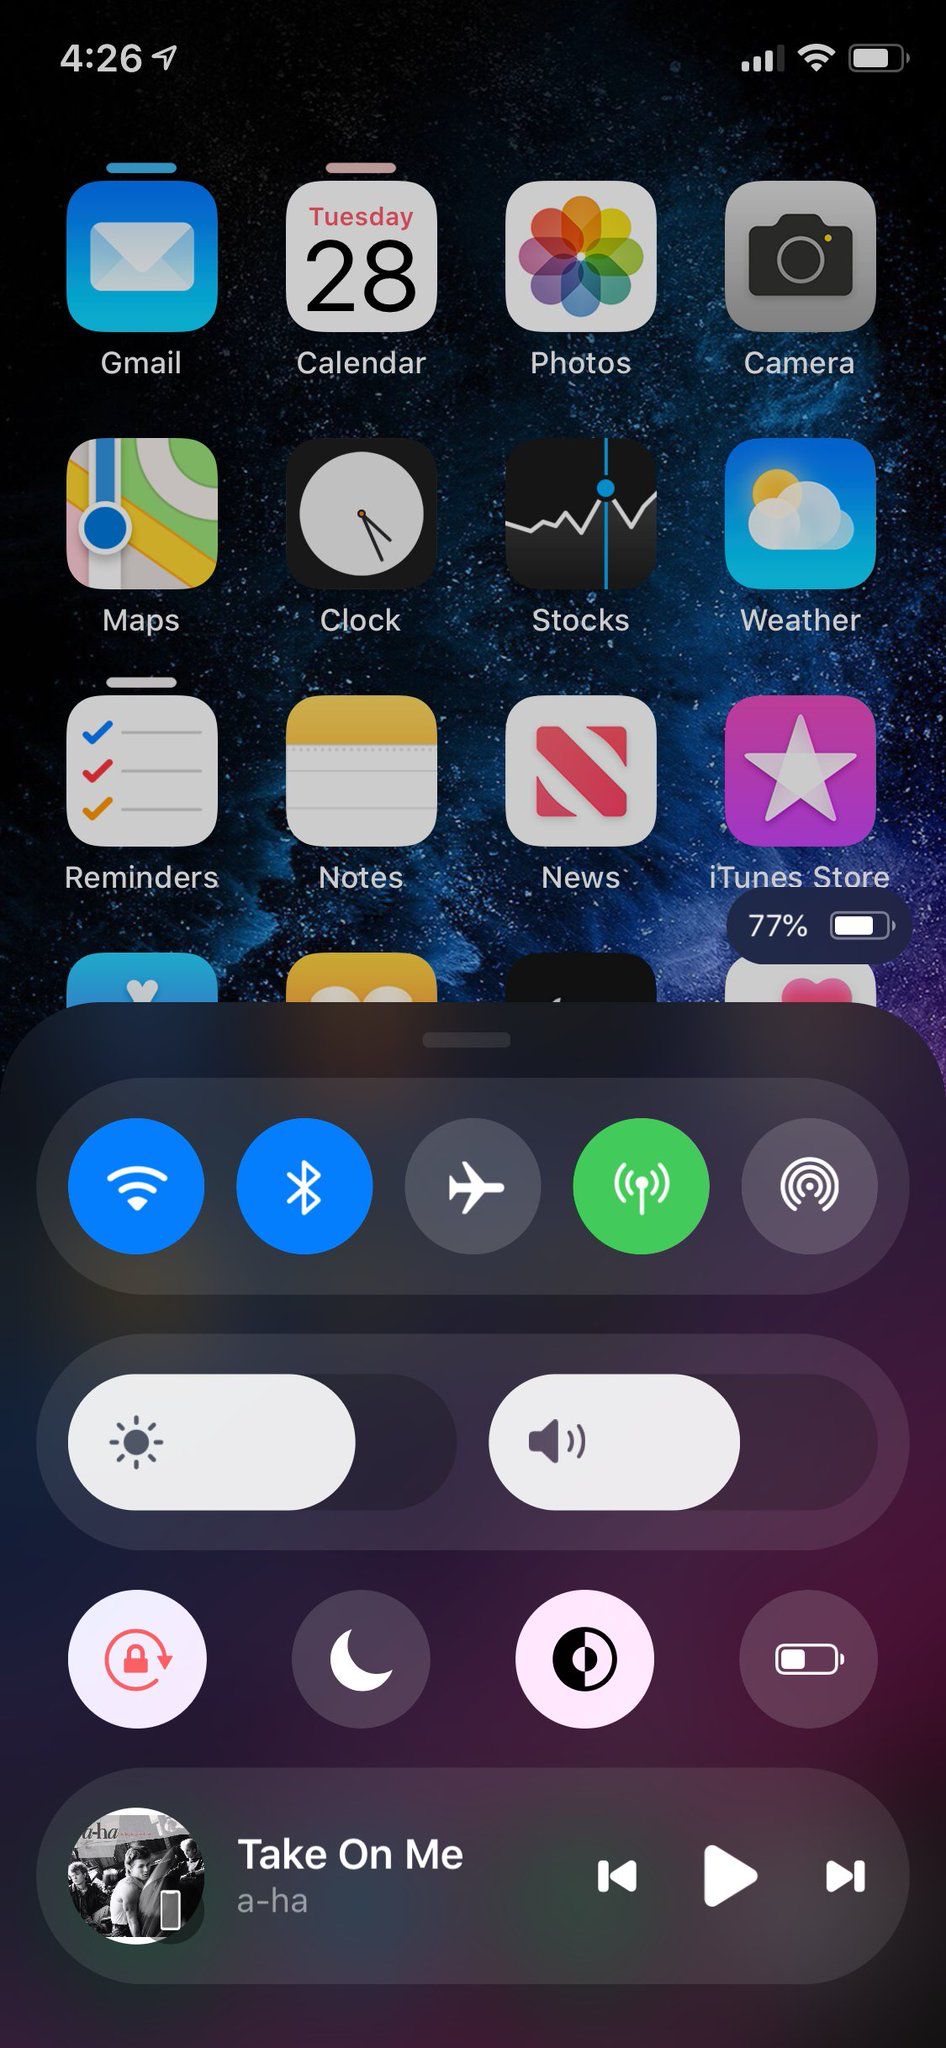 4:26
Tuesday
28
Gmail Calendar Photos Camera
Maps Clock Stocks Weather
Reminders Notes News iTunes Store
77%
a-ha
Take On Me
a-ha